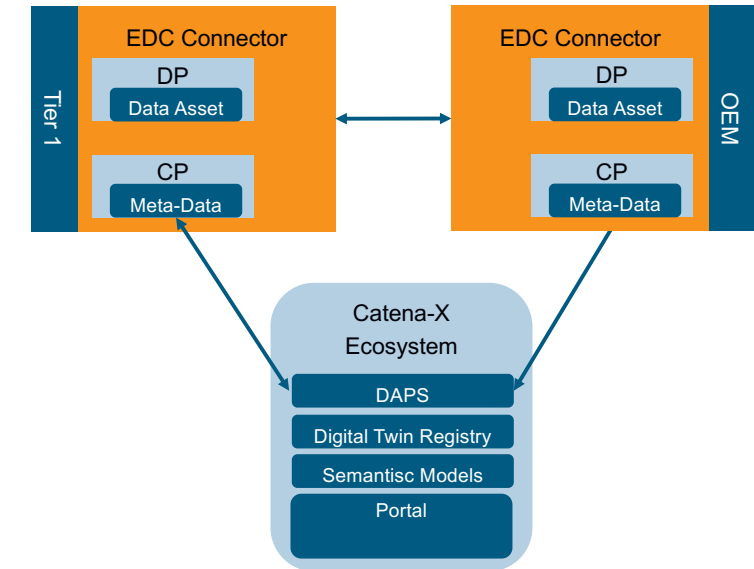 EDC Connector
DP
Data Asset
CP
Meta-Data
Tier 1
EDC Connector
DP
Data Asset
CP
Meta-Data
OEM
Catena-X
Ecosystem
DAPS
Digital Twin Registry
Semantisc Models
Portal